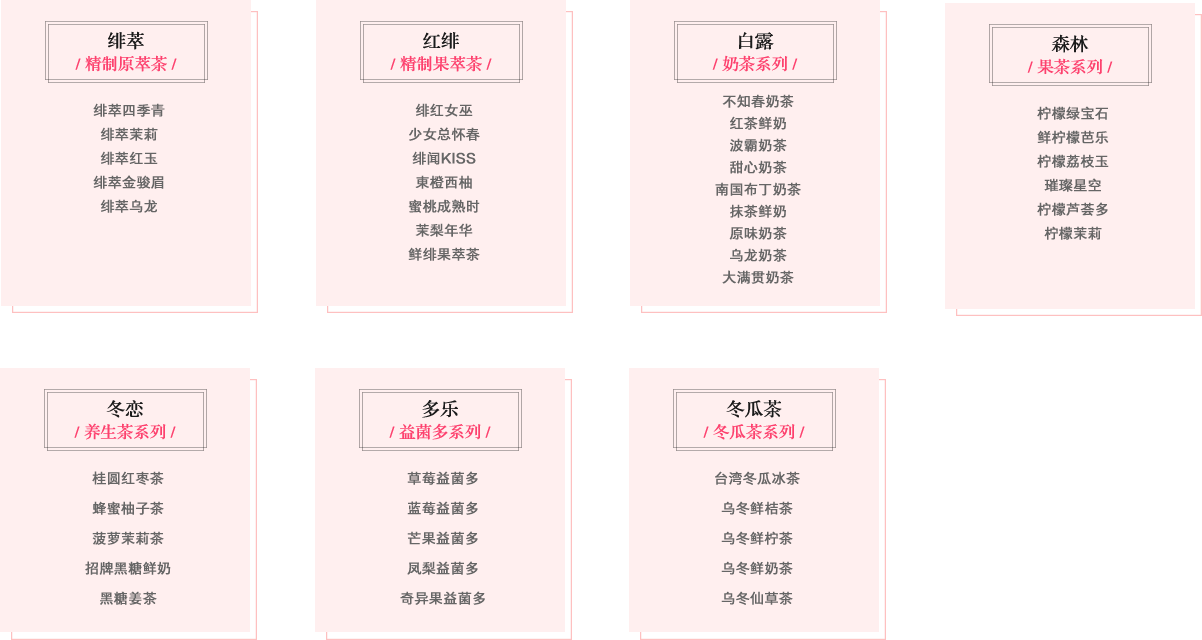 绯萃
/ 精制原萃茶 /
绯萃四季青
绯萃茉莉
绯萃红玉
绯萃金骏眉
绯萃乌龙
红绯
/ 精制果萃茶 /
绯红女巫
少女总怀春
绯闻KISS
東橙西柚
蜜桃成熟时
茉梨年华
鲜绯果萃茶
白露
/ 奶茶系列 /
不知春奶茶
红茶鲜奶
波霸奶茶
甜心奶茶
南国布丁奶茶
抹茶鲜奶
原味奶茶
乌龙奶茶
大满贯奶茶
森林
/ 果茶系列 /
柠檬绿宝石
鲜柠檬芭乐
柠檬荔枝玉
璀璨星空
柠檬芦荟多
柠檬茉莉
冬恋
/ 养生茶系列 /
桂圆红枣茶
蜂蜜柚子茶
菠萝茉莉茶
招牌黑糖鲜奶
黑糖姜茶
多乐
/ 益菌多系列 /
草莓益菌多
蓝莓益菌多
芒果益菌多
凤梨益菌多
奇异果益菌多
冬瓜茶
/ 冬瓜茶系列 /
台湾冬瓜冰茶
乌冬鲜桔茶
乌冬鲜柠茶
乌冬鲜奶茶
乌冬仙草茶